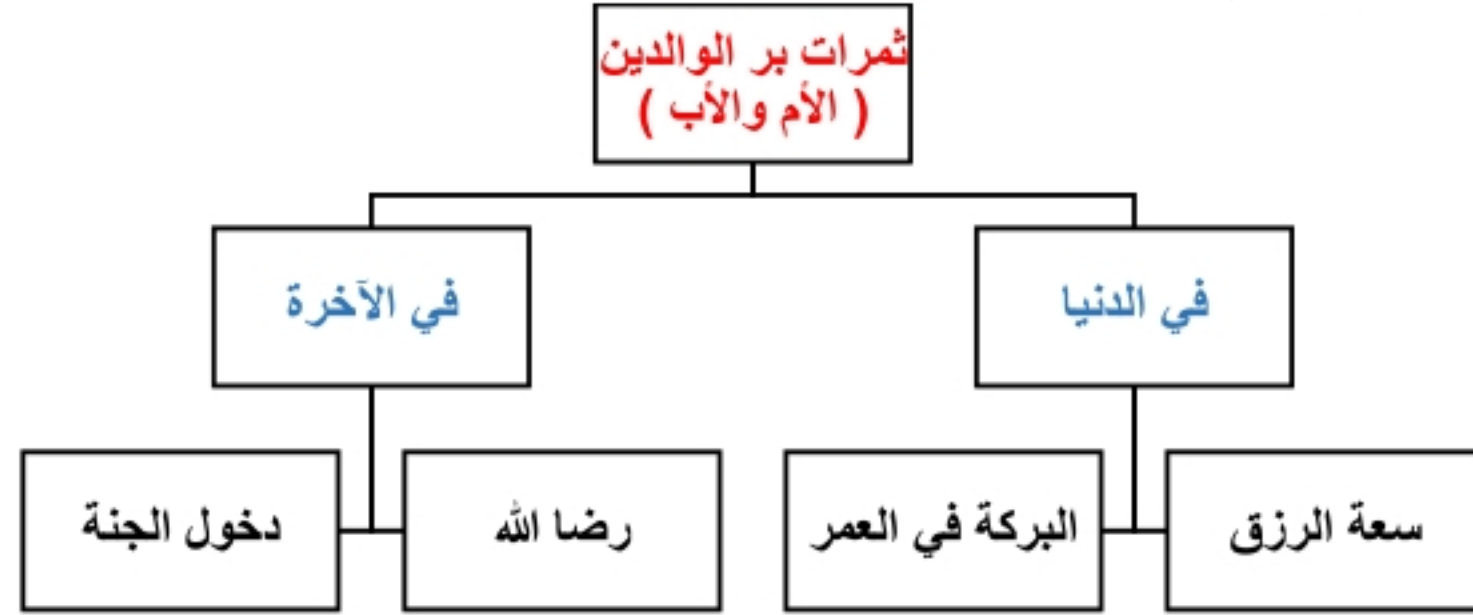 ثمرات بر الوالدين
( الأم والأب )
في الدنيا
في الآخرة
سعة الرزق
البركة في العمر
رضا الله
دخول الجنة